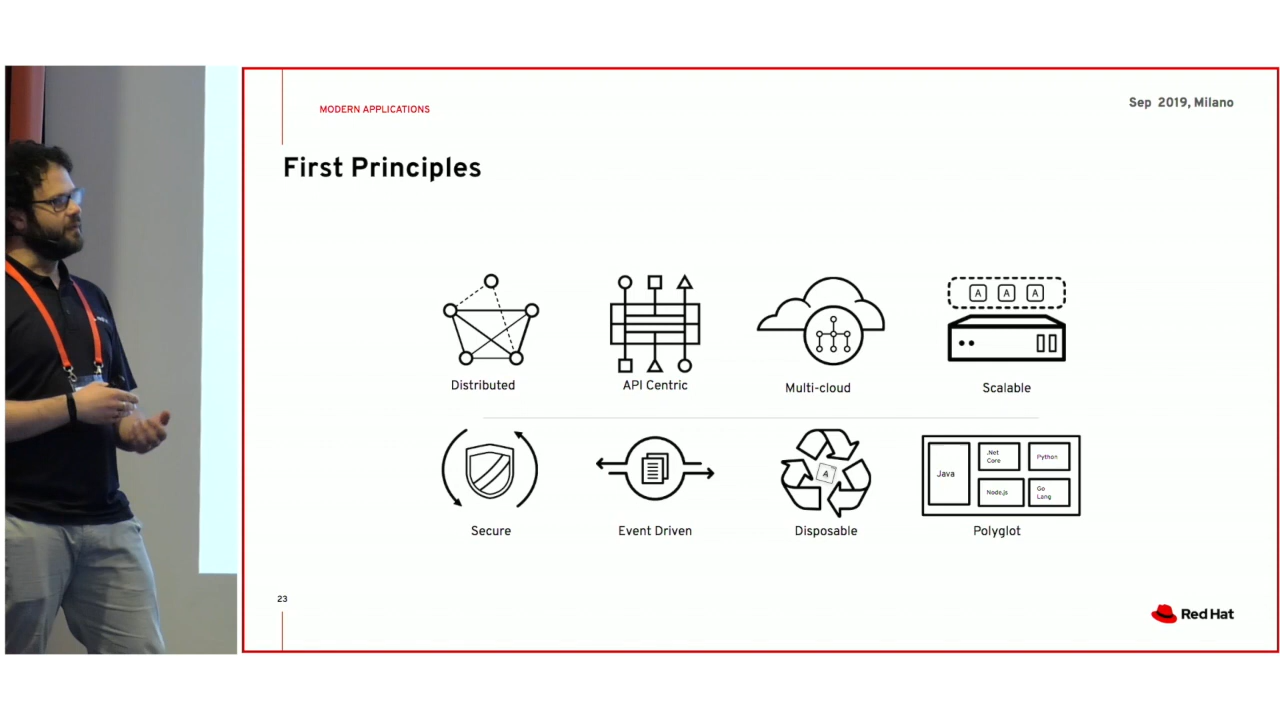 MODERN APPLICATIONS
Sep 2019, Milano
First Principles
A A A
Distributed
API Centric
Multi-cloud
Scalable
A
Java
.Net
Core
Python
Node.js
Go
Lang
Secure
Event Driven
Disposable
Polyglot
23
Red Hat